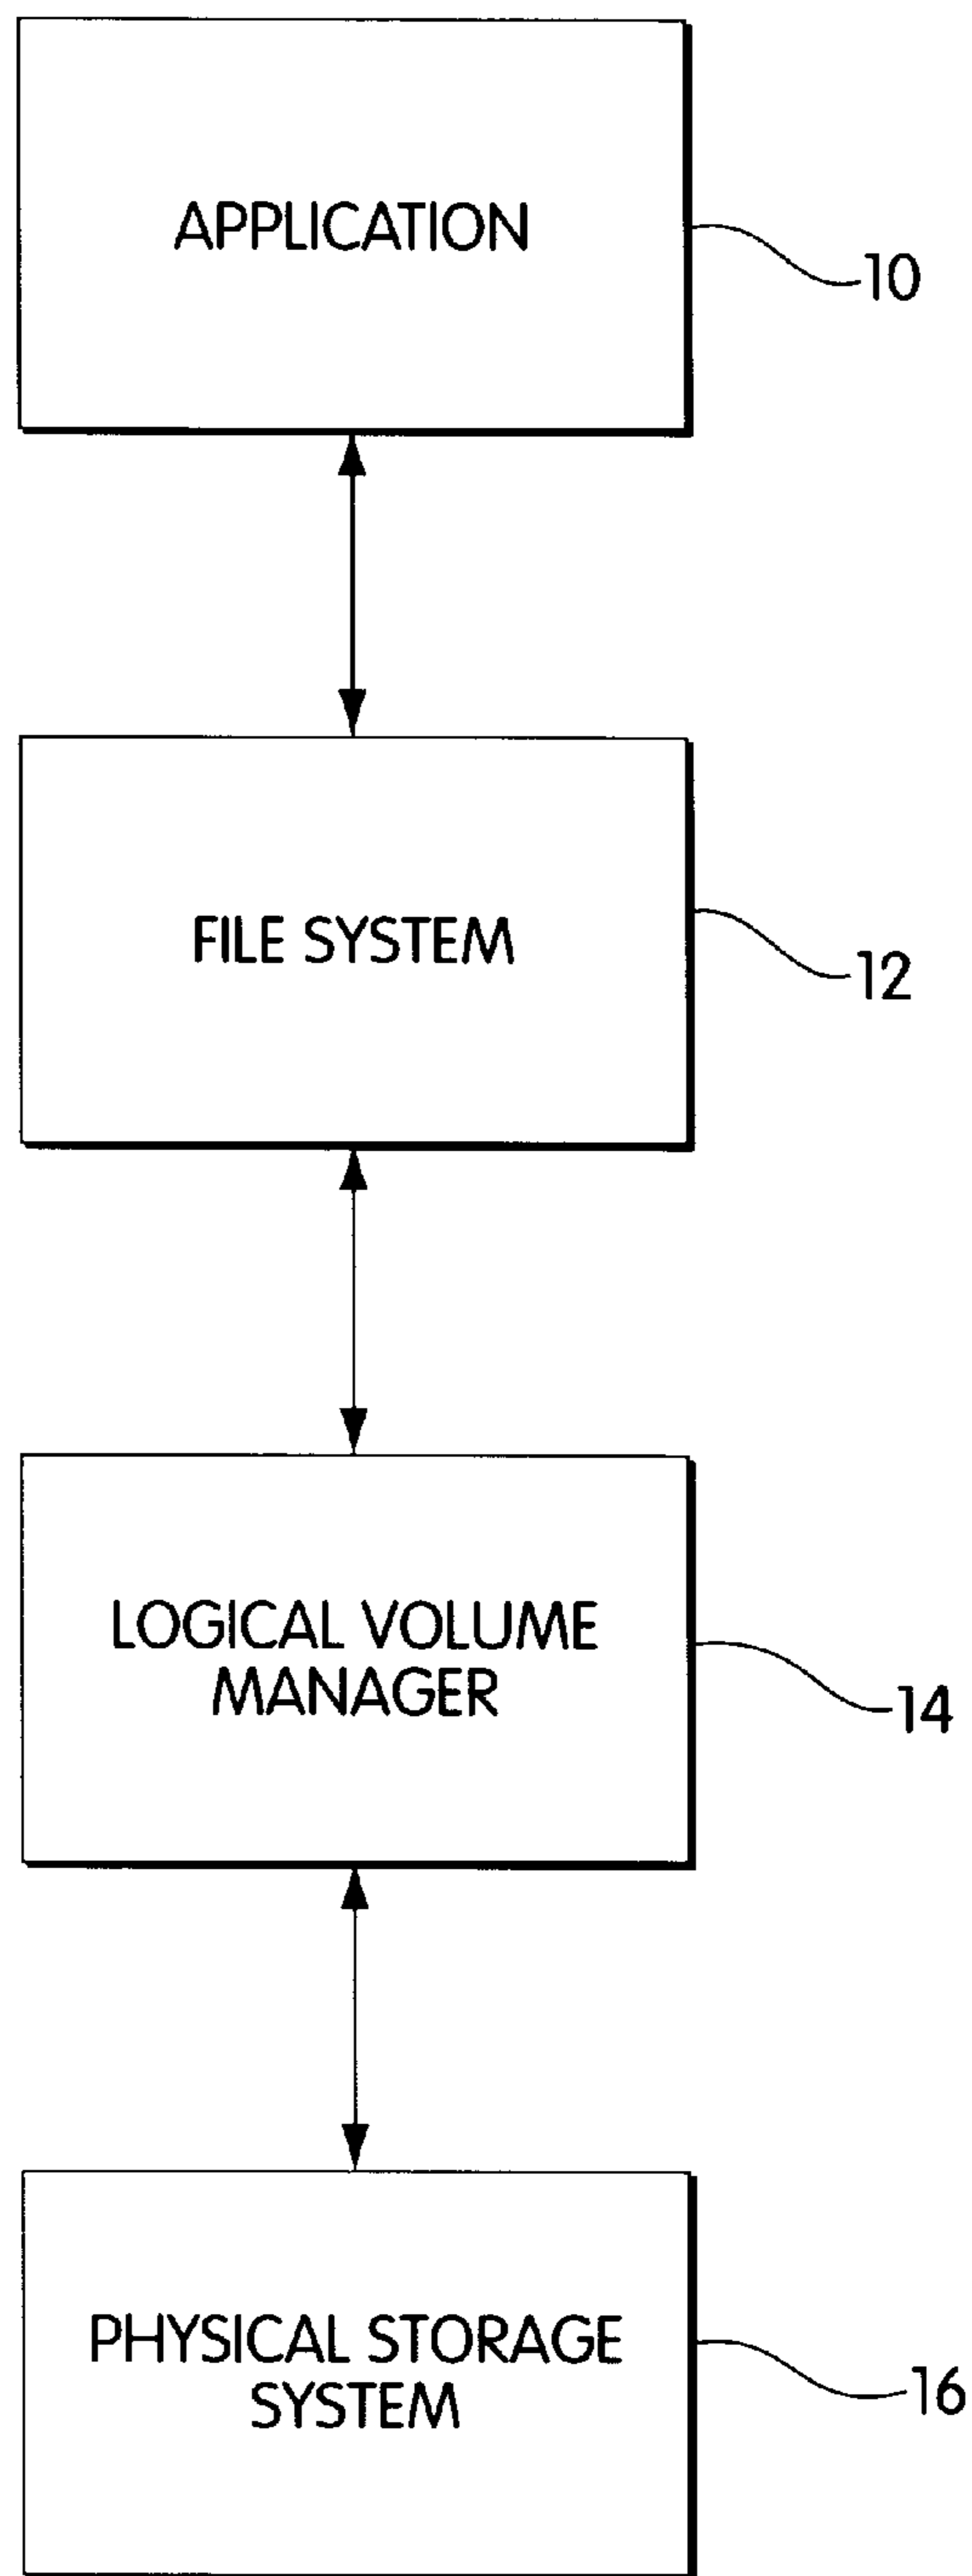 APPLICATION
10
FILE SYSTEM
12
LOGICAL VOLUME
MANAGER
14
PHYSICAL STORAGE
SYSTEM
16